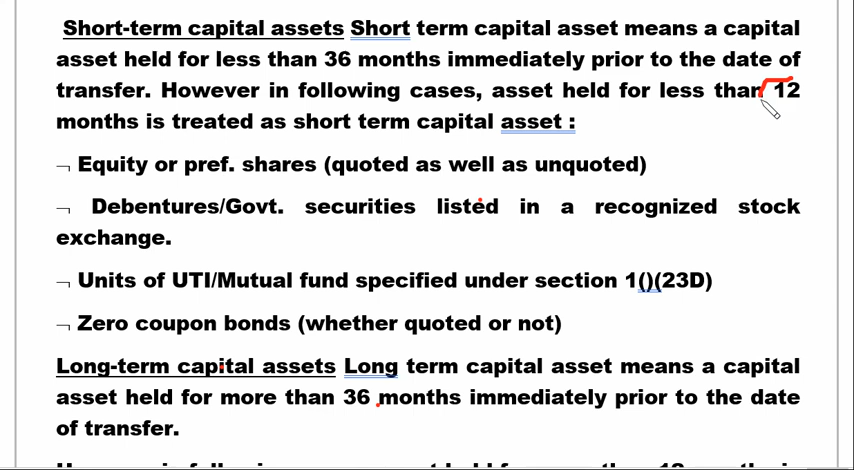 Short-term capital assets Short term capital asset means a capital
asset held for less than 36 months immediately prior to the date of
transfer. However in following cases, asset held for less than 12
months is treated as short term capital asset :
¬ Equity or pref. shares (quoted as well as unquoted)
¬ Debentures/Govt. securities listed in a recognized stock
exchange.
¬ Units of UTI/Mutual fund specified under section 1()(23D)
¬ Zero coupon bonds (whether quoted or not)
Long-term capital assets Long term capital asset means a capital
asset held for more than 36 months immediately prior to the date
of transfer.